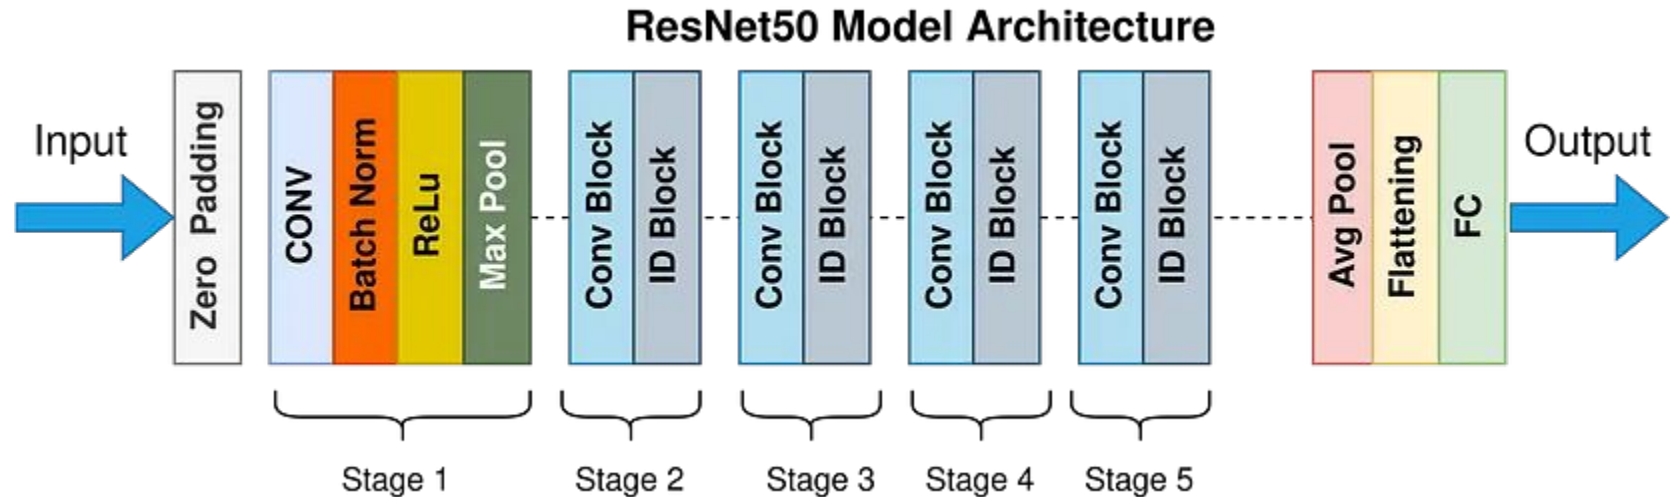 ResNet50 Model Architecture
Input
Zero Padding
CONV
Batch Norm
ReLu
Max Pool
Conv Block
ID Block
Conv Block
ID Block
Conv Block
ID Block
Conv Block
ID Block
Avg Pool
Flattening
FC
Output
Stage 1
Stage 2
Stage 3
Stage 4
Stage 5